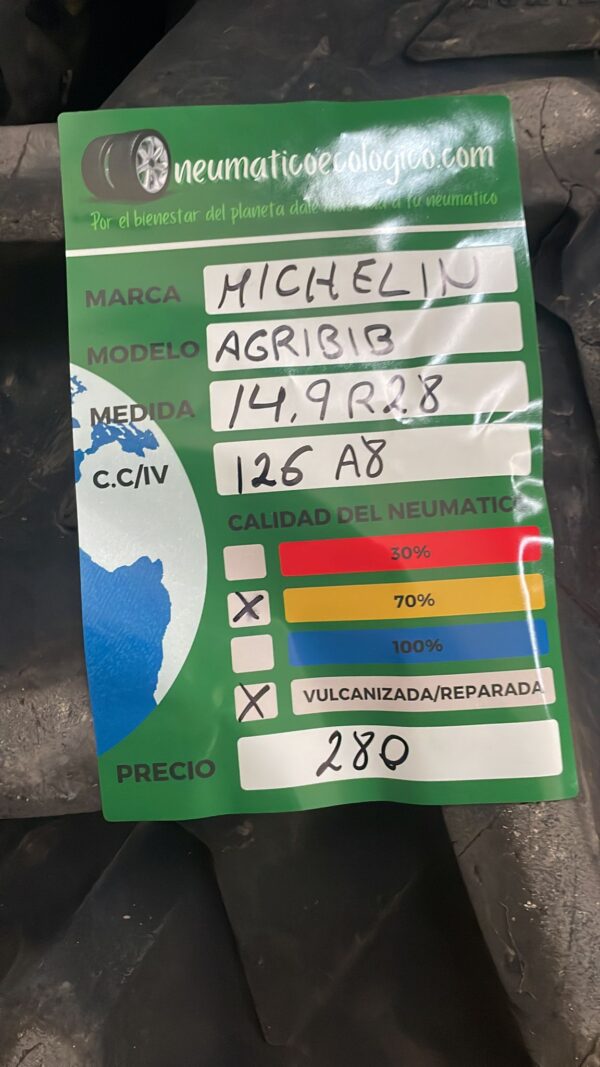 neumaticoecologico.com
Por el bienestar del planeta dale más vida a tu neumatico
MARCA MICHELIN
MODELO AGRIBIB
MEDIDA 14.9 R28
C.C/IV 126 A8
CALIDAD DEL NEUMATICO
30%
X 70%
100%
X VULCANIZADA/REPARADA
PRECIO 280